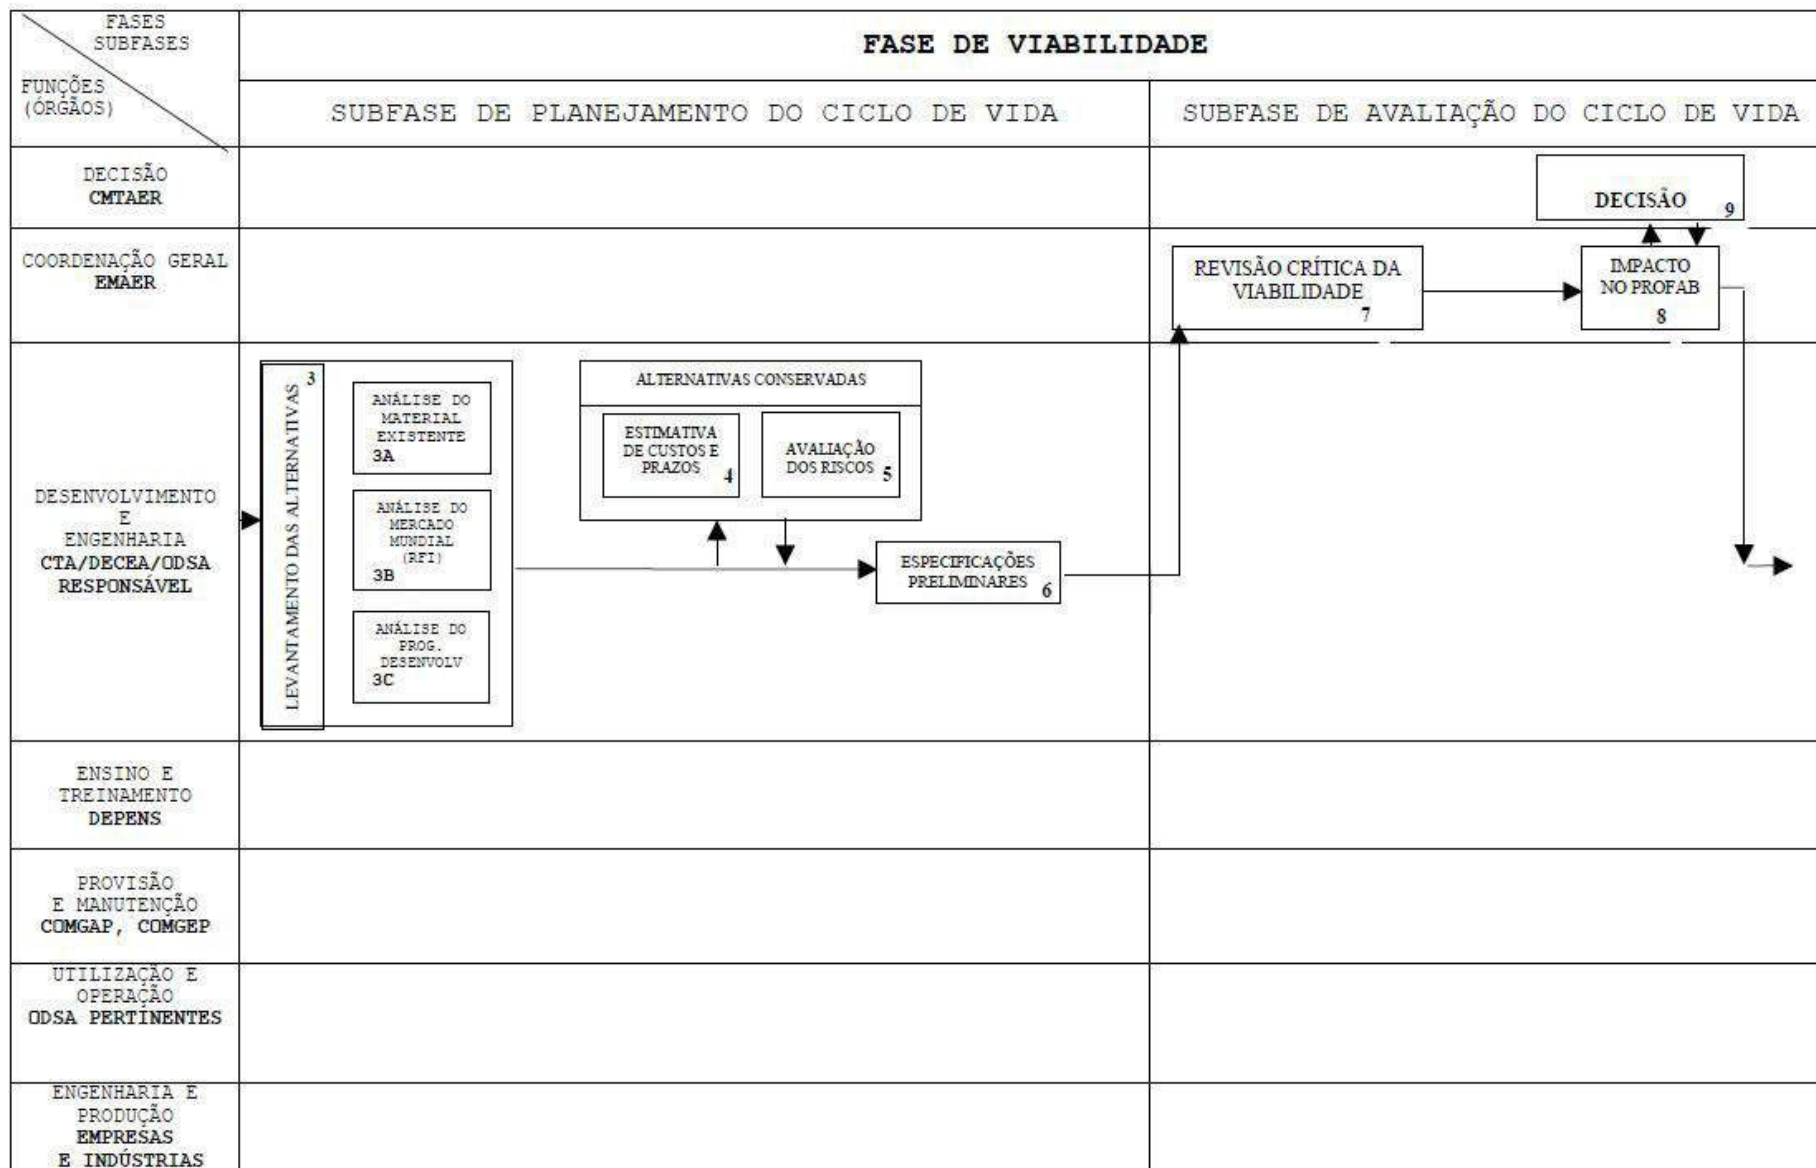 FASES
SUBFASES
FUNÇÕES
(ÓRGÃOS)
FASE DE VIABILIDADE
SUBFASE DE PLANEJAMENTO DO CICLO DE VIDA
SUBFASE DE AVALIAÇÃO DO CICLO DE VIDA
DECISÃO
CMTAER
DECISÃO
9
COORDENAÇÃO GERAL
EMAER
REVISÃO CRÍTICA DA
VIABILIDADE
7
IMPACTO
NO PROFAB
8
DESENVOLVIMENTO
E
ENGENHARIA
CTA/DECEA/ODSA
RESPONSÁVEL
LEVANTAMENTO DAS ALTERNATIVAS
3
ANÁLISE DO
MATERIAL
EXISTENTE
3A
ANÁLISE DO
MERCADO
MUNDIAL
(RFI)
3B
ANÁLISE DO
PROG.
DESENVOLV
3C
ALTERNATIVAS CONSERVADAS
ESTIMATIVA
DE CUSTOS E
PRAZOS
4
AVALIAÇÃO
DOS RISCOS
5
ESPECIFICAÇÕES
PRELIMINARES
6
ENSINO E
TREINAMENTO
DEPENS
PROVISÃO
E MANUTENÇÃO
COMGAP, COMGEP
UTILIZAÇÃO E
OPERAÇÃO
ODSA PERTINENTES
ENGENHARIA E
PRODUÇÃO
EMPRESAS
E INDÚSTRIAS